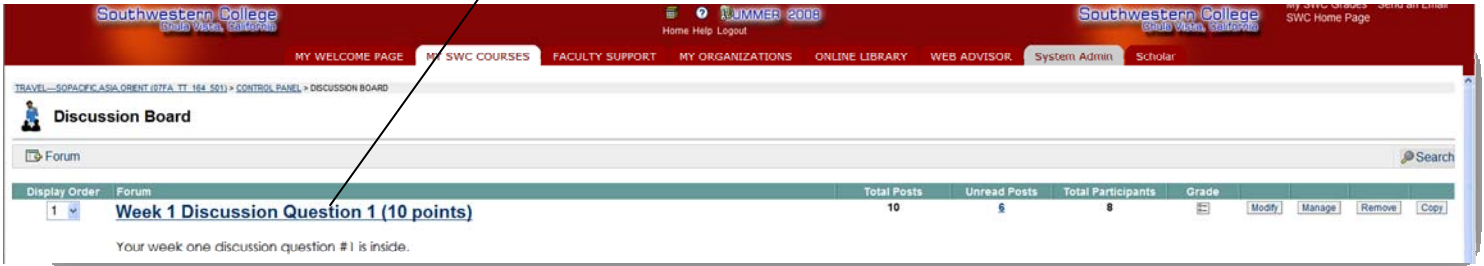 Southwestern College
Chula Vista, California
SUMMER 2008
Home Help Logout
Southwestern College
Chula Vista, California
My SWC Grades Send an Email
SWC Home Page
MY WELCOME PAGE MY SWC COURSES FACULTY SUPPORT MY ORGANIZATIONS ONLINE LIBRARY WEB ADVISOR System Admin Scholar
TRAVEL---SOPACIFIC,ASIA,ORIENT (07FA_TT_164_501) > CONTROL PANEL > DISCUSSION BOARD
Discussion Board
Forum Search
Display Order Forum Total Posts Unread Posts Total Participants Grade
1 Week 1 Discussion Question 1 (10 points) 10 6 8 Modify Manage Remove Copy
Your week one discussion question #1 is inside.